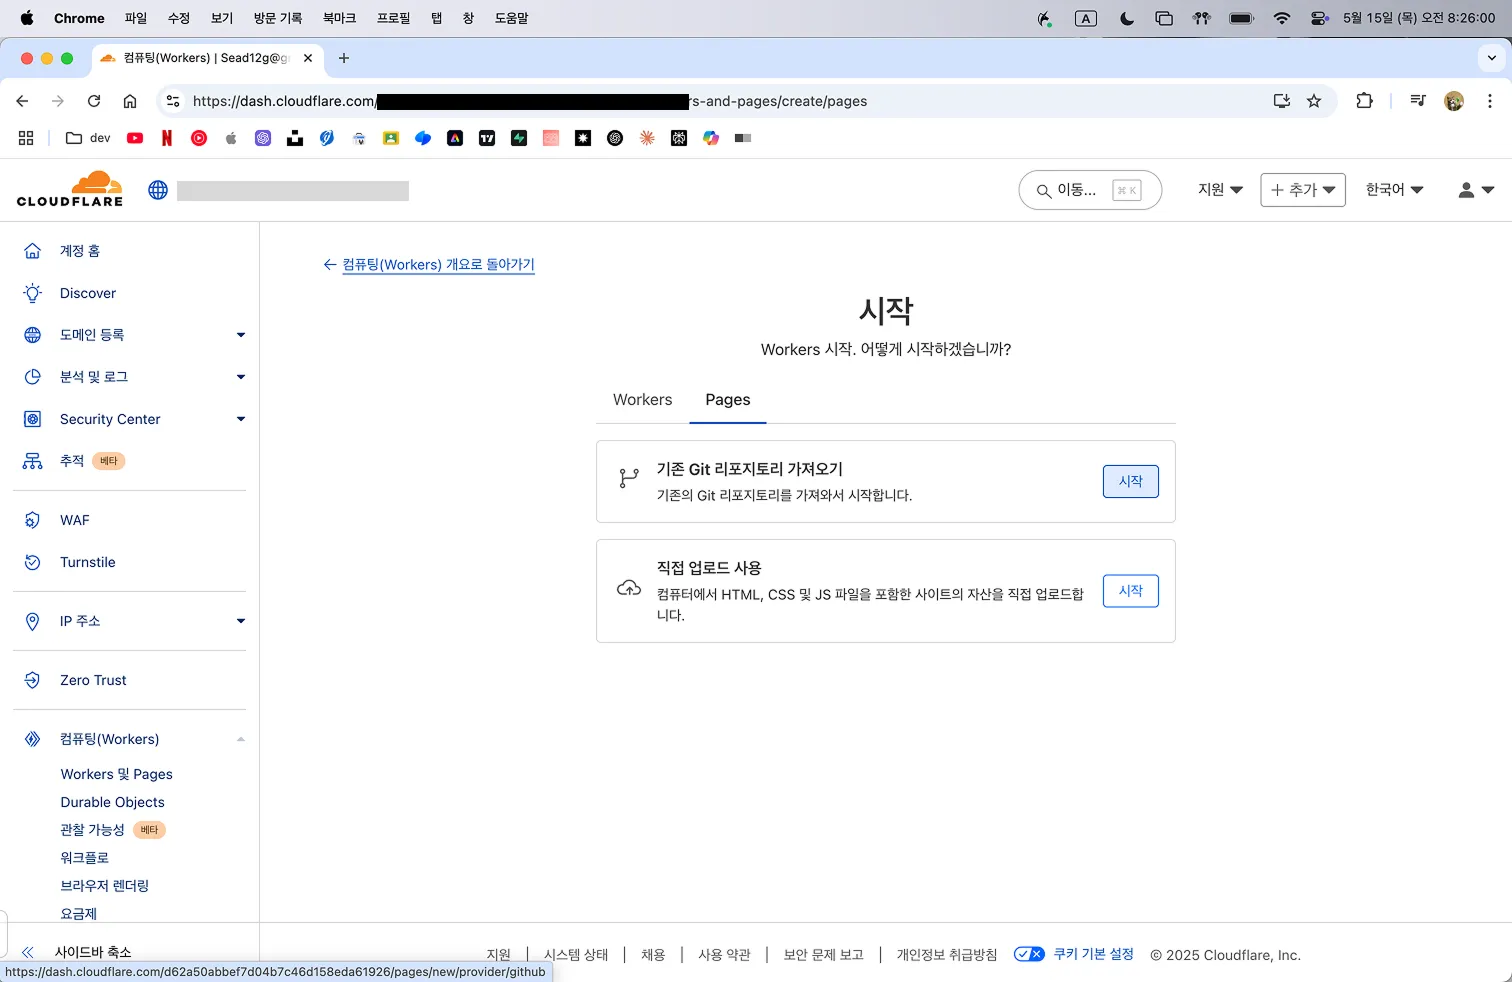 Chrome 파일 수정 보기 방문 기록 북마크 프로필 탭 창 도움말 A 5월 15일 (목) 오전 8:26:00
컴퓨팅(Workers) | Sead12g@g
https://dash.cloudflare.com/ rs-and-pages/create/pages
dev
CLOUDFLARE
이동... ⌘ K 지원 + 추가 한국어
계정 홈
Discover
도메인 등록
분석 및 로그
Security Center
추적 베타
WAF
Turnstile
IP 주소
Zero Trust
컴퓨팅(Workers)
Workers 및 Pages
Durable Objects
관찰 가능성 베타
워크플로
브라우저 렌더링
요금제
사이드바 축소
← 컴퓨팅(Workers) 개요로 돌아가기
시작
Workers 시작. 어떻게 시작하겠습니까?
Workers Pages
기존 Git 리포지토리 가져오기
기존의 Git 리포지토리를 가져와서 시작합니다.
시작
직접 업로드 사용
컴퓨터에서 HTML, CSS 및 JS 파일을 포함한 사이트의 자산을 직접 업로드합
니다.
시작
지원 | 시스템 상태 | 채용 | 사용 약관 | 보안 문제 보고 | 개인정보 취급방침 쿠키 기본 설정 © 2025 Cloudflare, Inc.
https://dash.cloudflare.com/d62a50abbef7d04b7c46d158eda61926/pages/new/provider/github